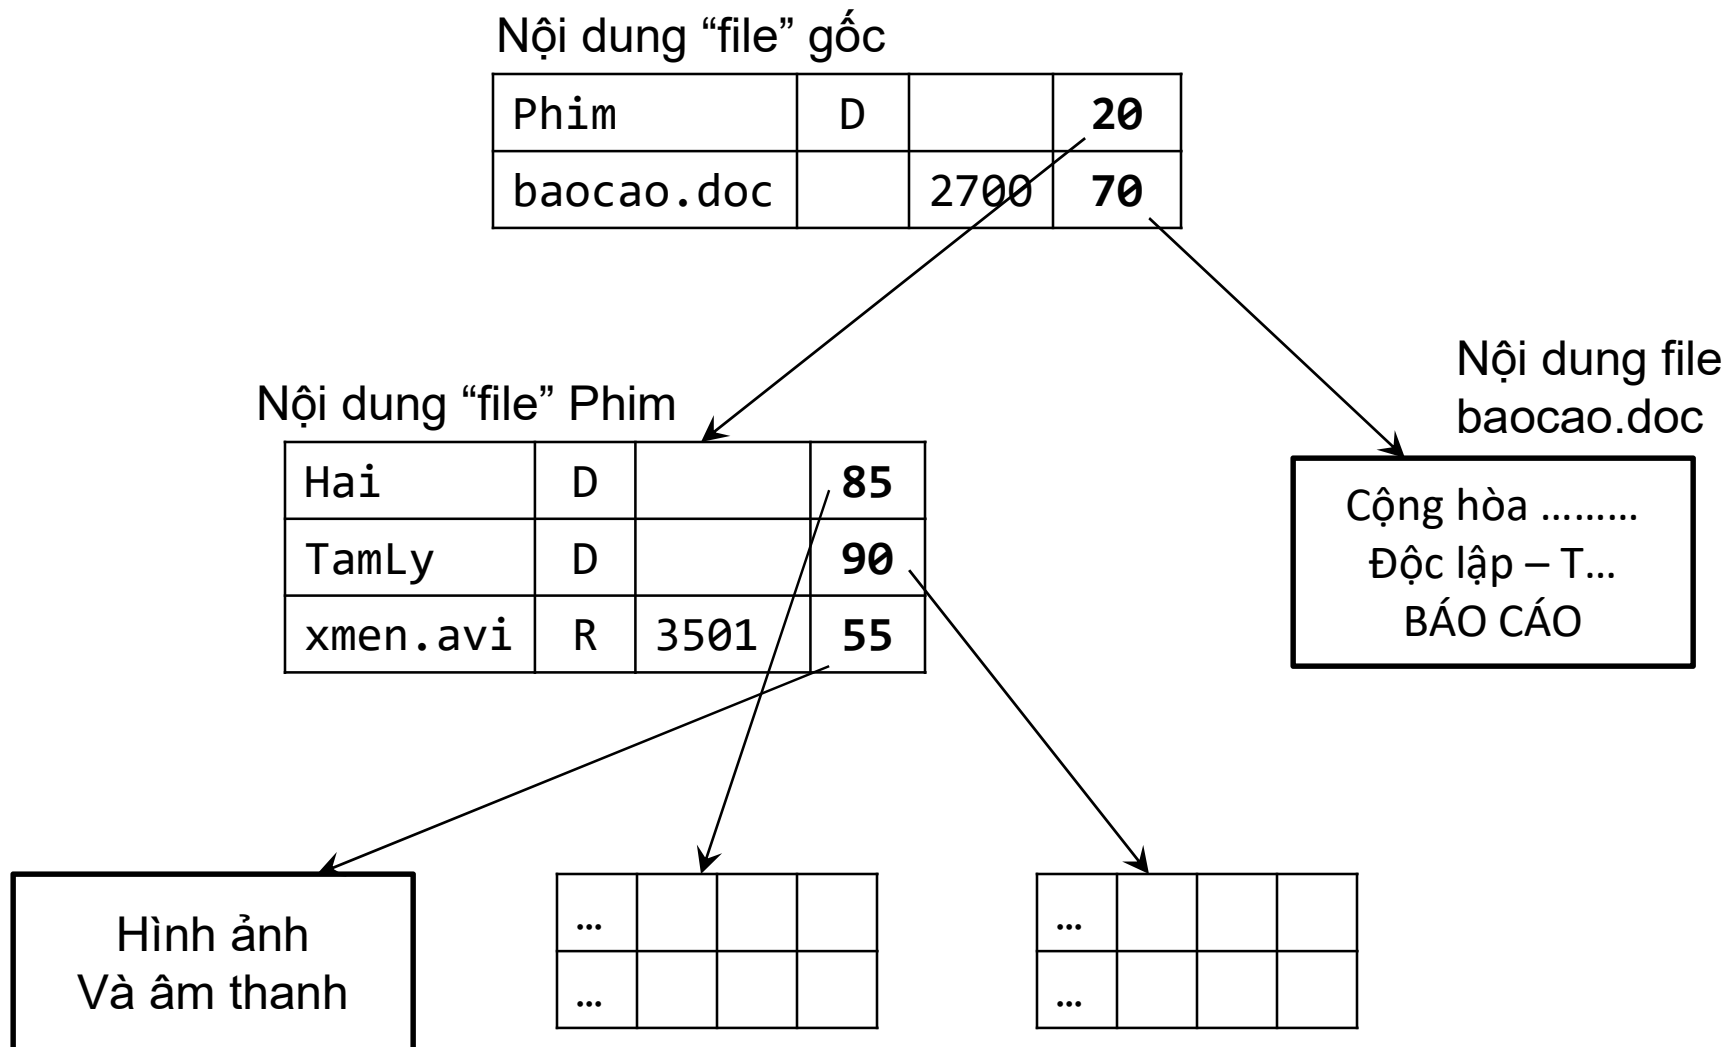 Nội dung “file” gốc
Phim D 20
baocao.doc 2700 70
Nội dung file
baocao.doc
Nội dung “file” Phim
Hai D 85
TamLy D 90
xmen.avi R 3501 55
Cộng hòa .........
Độc lập – T...
BÁO CÁO
Hình ảnh
Và âm thanh
...
...
...
...